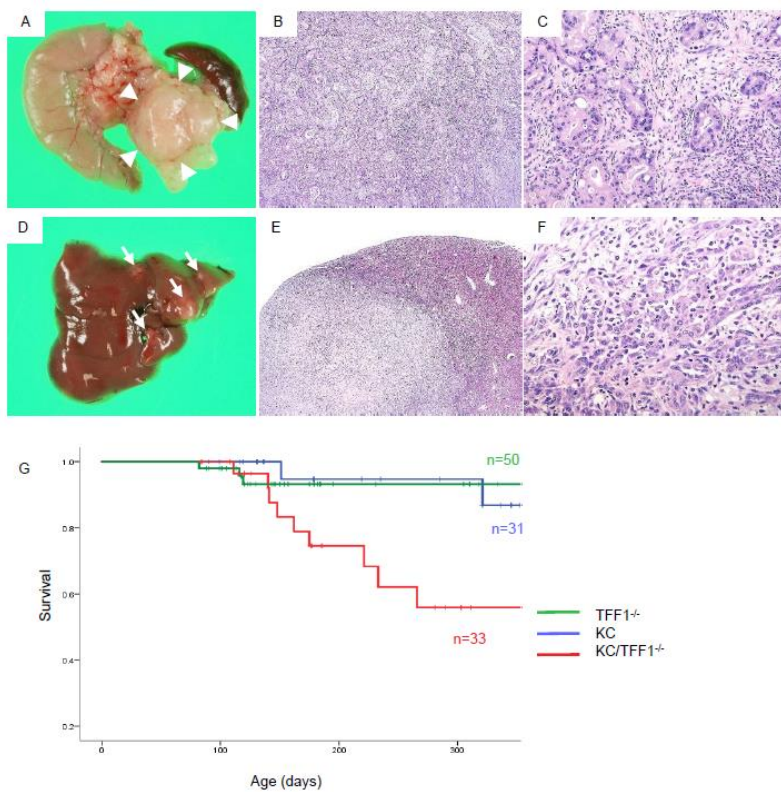 A
B
C
D
E
F
G
1.0
0.8
0.6
0.4
0.2
Survival
n=50
n=31
n=33
TFF1-/-
KC
KC/TFF1-/-
0
100
200
300
Age (days)